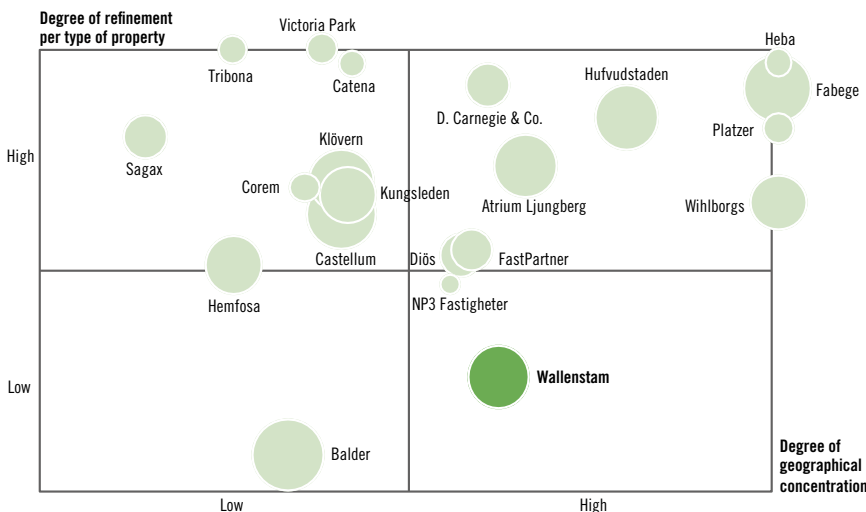 Degree of refinement
per type of property
Victoria Park
Tribona
Catena
Heba
Hufvudstaden
Fabege
D. Carnegie & Co.
Platzer
High
Sagax
Klövern
Corem
Kungsleden
Atrium Ljungberg
Wihlborgs
Castellum
Diös
FastPartner
Hemfosa
NP3 Fastigheter
Low
Wallenstam
Balder
Degree of
geographical
concentration
Low
High